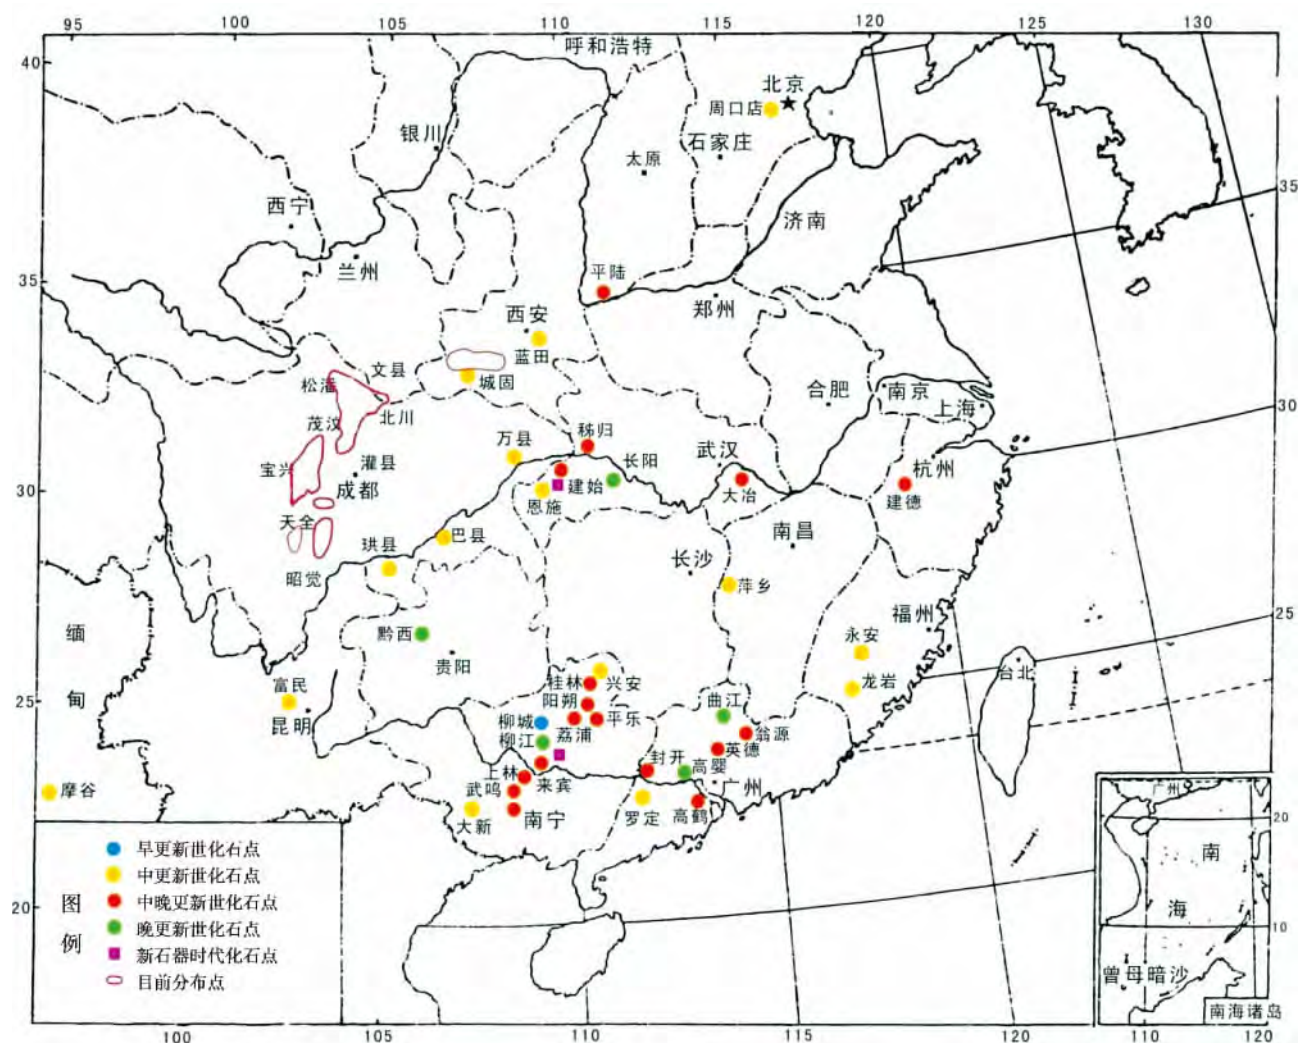 95
100
105
110
115
120
125
130
40
呼和浩特
北京
周口店
银川
石家庄
太原
35
西宁
济南
兰州
平陆
35
郑州
西安
蓝田
文县
松潘
城固
合肥
南京
北川
上海
30
茂汶
万县
秭归
武汉
灌县
长阳
杭州
宝兴
成都
建始
大冶
建德
30
恩施
天全
巴县
南昌
珙县
长沙
昭觉
萍乡
25
福州
黔西
永安
缅甸
贵阳
台北
富民
桂林
兴安
龙岩
25
昆明
阳朔
曲江
柳城
荔浦
平乐
翁源
柳江
英德
封开
高婴
上林
来宾
广州
摩谷
武鸣
大新
南宁
罗定
高鹤
图例
早更新世化石点
中更新世化石点
中晚更新世化石点
晚更新世化石点
新石器时代化石点
目前分布点
20
广州
20
南海
10
曾母暗沙
南海诸岛
100
105
110
115
120
110
120